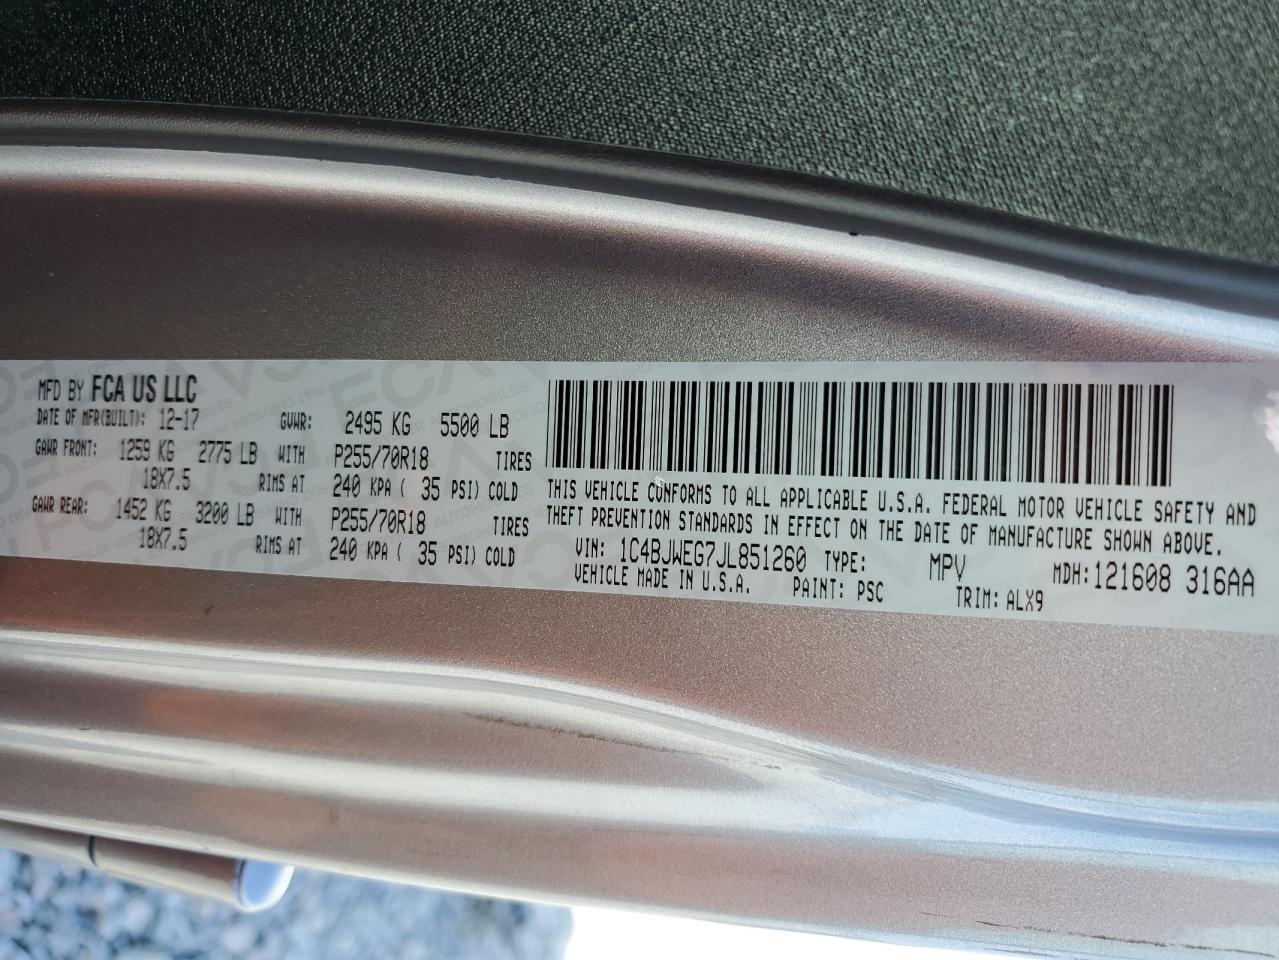 MFD BY FCA US LLC
DATE OF MFR(BUILT): 12-17 GVWR: 2495 KG 5500 LB
GAWR FRONT: 1259 KG 2775 LB WITH P255/70R18 TIRES
18X7.5 RIMS AT 240 KPA ( 35 PSI) COLD
GAWR REAR: 1452 KG 3200 LB WITH P255/70R18 TIRES
18X7.5 RIMS AT 240 KPA ( 35 PSI) COLD
THIS VEHICLE CONFORMS TO ALL APPLICABLE U.S.A. FEDERAL MOTOR VEHICLE SAFETY AND
THEFT PREVENTION STANDARDS IN EFFECT ON THE DATE OF MANUFACTURE SHOWN ABOVE.
VIN: 1C4BJWEG7JL851260 TYPE: MPV MDH: 121608 316AA
VEHICLE MADE IN U.S.A. PAINT: PSC TRIM: ALX9